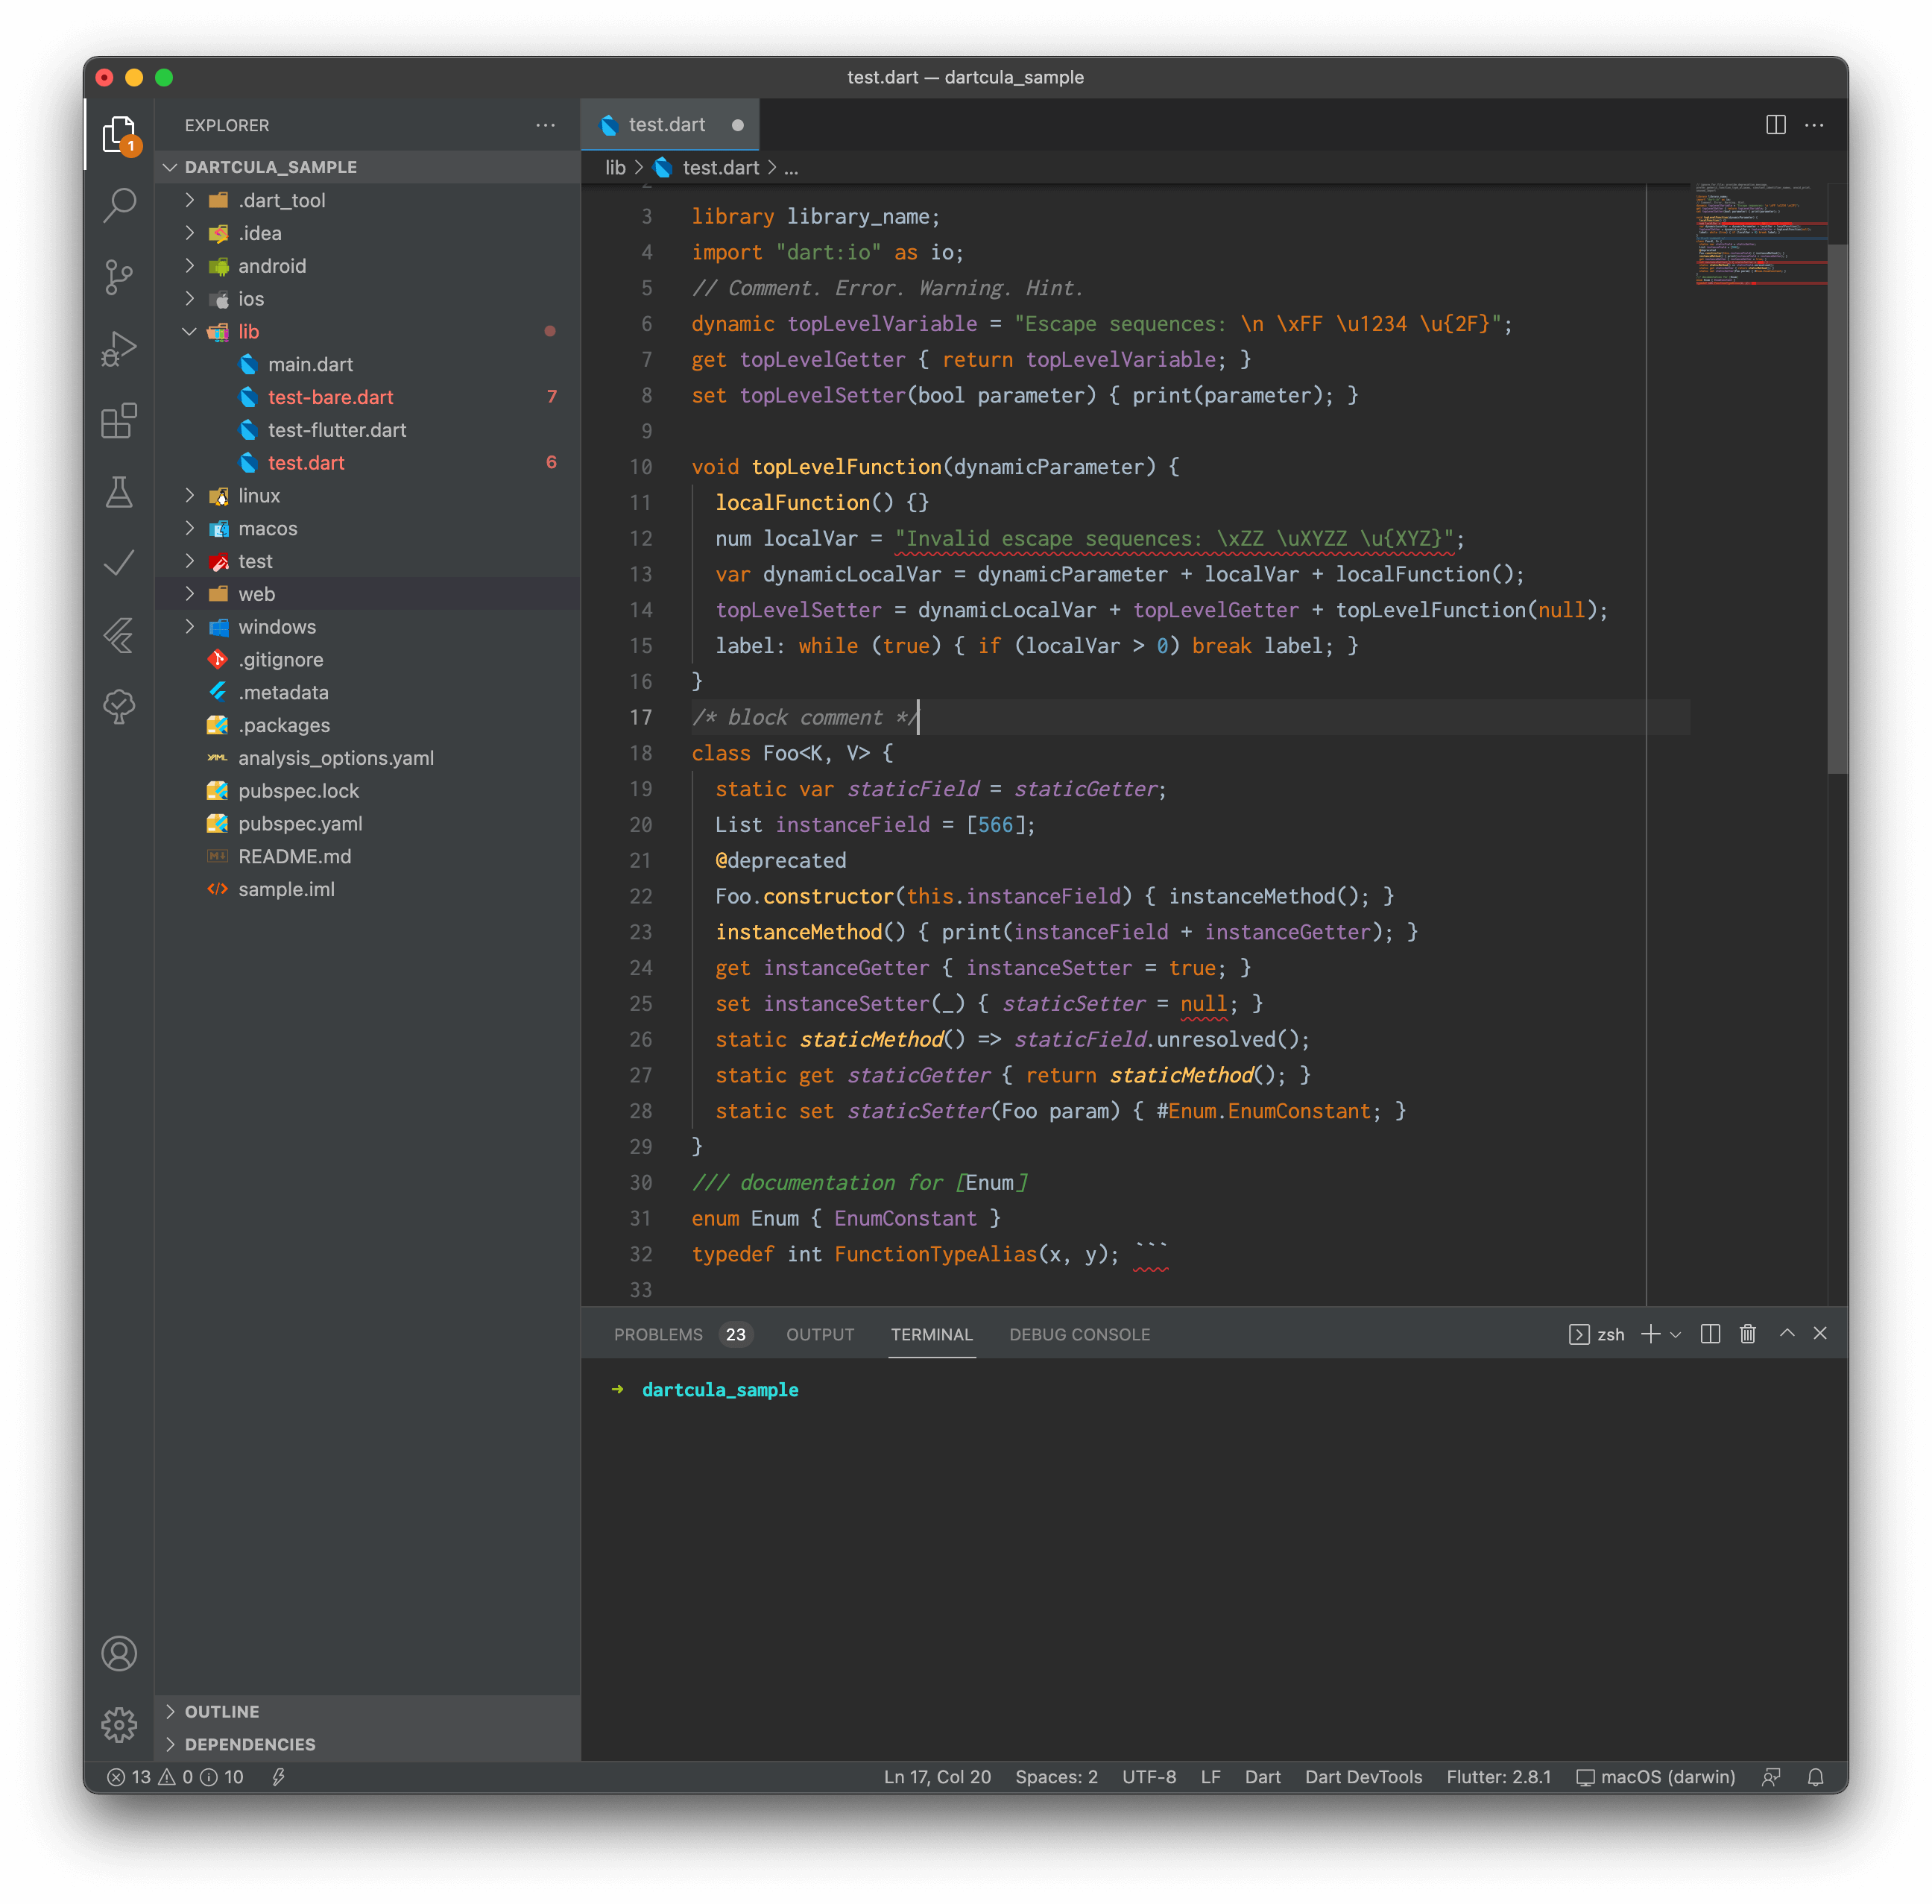 test.dart — dartcula_sample
EXPLORER
1
DARTCULA_SAMPLE
.dart_tool
.idea
android
ios
lib
main.dart
test-bare.dart 7
test-flutter.dart
test.dart 6
linux
macos
test
web
windows
.gitignore
.metadata
.packages
analysis_options.yaml
pubspec.lock
pubspec.yaml
README.md
sample.iml
OUTLINE
DEPENDENCIES
test.dart
lib > test.dart > ...
2
3 library library_name;
4 import "dart:io" as io;
5 // Comment. Error. Warning. Hint.
6 dynamic topLevelVariable = "Escape sequences: \n \xFF \u1234 \u{2F}";
7 get topLevelGetter { return topLevelVariable; }
8 set topLevelSetter(bool parameter) { print(parameter); }
9
10 void topLevelFunction(dynamicParameter) {
11 localFunction() {}
12 num localVar = "Invalid escape sequences: \xZZ \uXYZZ \u{XYZ}";
13 var dynamicLocalVar = dynamicParameter + localVar + localFunction();
14 topLevelSetter = dynamicLocalVar + topLevelGetter + topLevelFunction(null);
15 label: while (true) { if (localVar > 0) break label; }
16 }
17 /* block comment */
18 class Foo<K, V> {
19 static var staticField = staticGetter;
20 List instanceField = [566];
21 @deprecated
22 Foo.constructor(this.instanceField) { instanceMethod(); }
23 instanceMethod() { print(instanceField + instanceGetter); }
24 get instanceGetter { instanceSetter = true; }
25 set instanceSetter(_) { staticSetter = null; }
26 static staticMethod() => staticField.unresolved();
27 static get staticGetter { return staticMethod(); }
28 static set staticSetter(Foo param) { #Enum.EnumConstant; }
29 }
30 /// documentation for [Enum]
31 enum Enum { EnumConstant }
32 typedef int FunctionTypeAlias(x, y); ```
33
PROBLEMS 23 OUTPUT TERMINAL DEBUG CONSOLE zsh
→ dartcula_sample
13 0 10 Ln 17, Col 20 Spaces: 2 UTF-8 LF Dart Dart DevTools Flutter: 2.8.1 macOS (darwin)